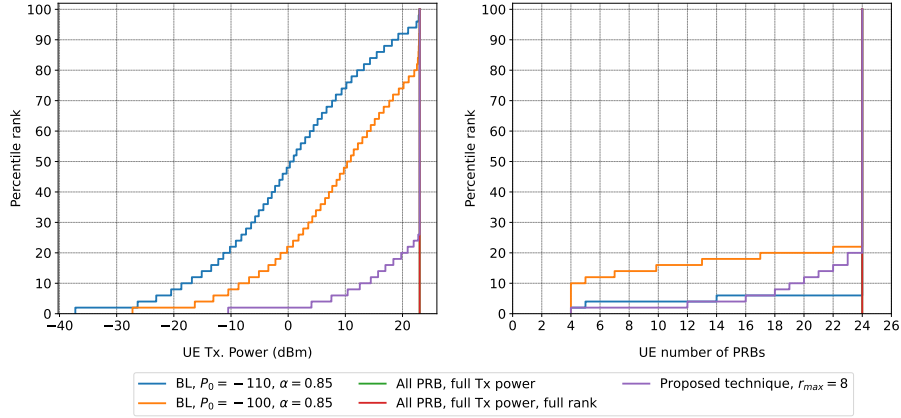 100
90
80
70
60
50
40
30
20
10
0
Percentile rank
−40 −30 −20 −10 0 10 20
UE Tx. Power (dBm)
100
90
80
70
60
50
40
30
20
10
0
Percentile rank
0 2 4 6 8 10 12 14 16 18 20 22 24 26
UE number of PRBs
BL, P₀ = −110, α = 0.85 All PRB, full Tx power Proposed technique, rₘₐₓ = 8
BL, P₀ = −100, α = 0.85 All PRB, full Tx power, full rank